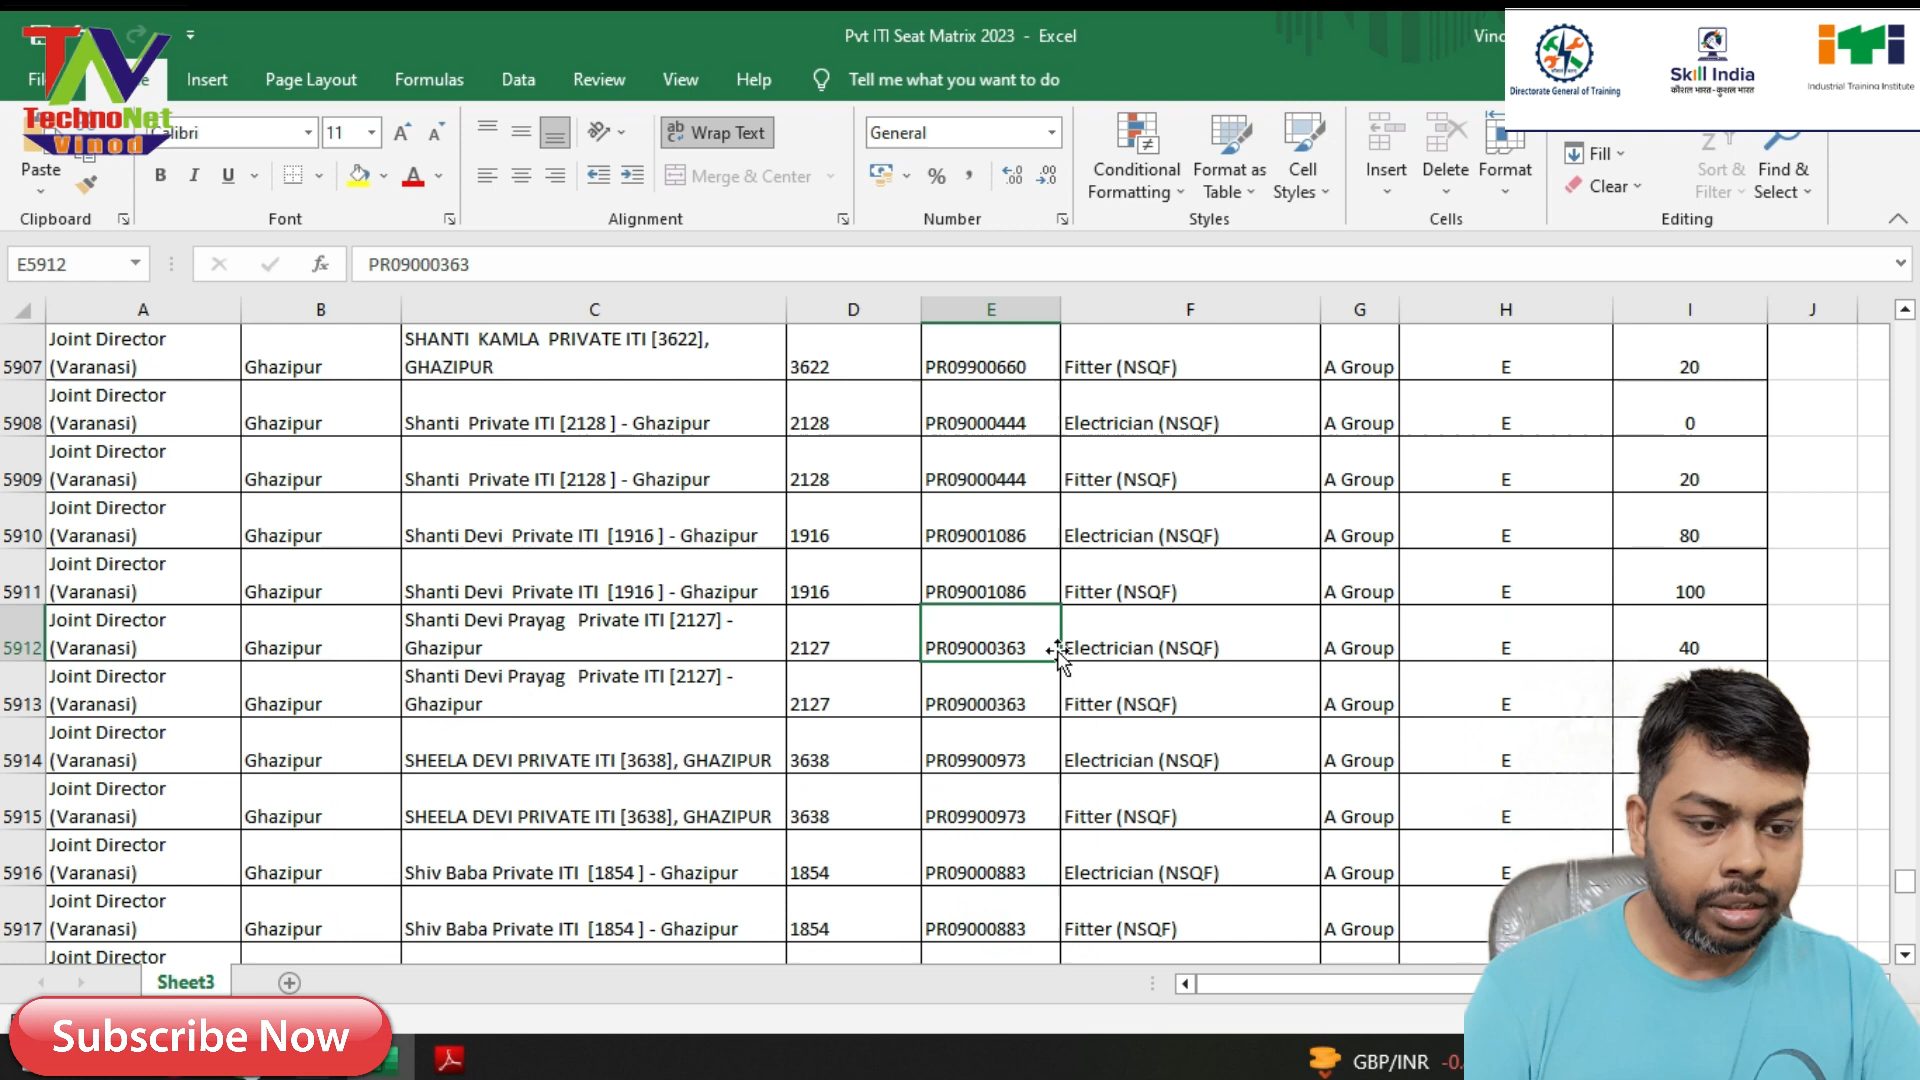 Pvt ITI Seat Matrix 2023 - Excel
Insert Page Layout Formulas Data Review View Help Tell me what you want to do
TechnoNet
Vinod
Directorate General of Training
Skill India
कौशल भारत-कुशल भारत
Industrial Training Institute
Calibri 11 Wrap Text General
Paste B I U Merge & Center
Conditional Formatting Format as Table Cell Styles Insert Delete Format
Fill
Clear
Sort & Filter Find & Select
Clipboard Font Alignment Number Styles Cells Editing
E5912 fx PR09000363
A B C D E F G H I J
5907 Joint Director (Varanasi) Ghazipur SHANTI KAMLA PRIVATE ITI [3622], GHAZIPUR 3622 PR09900660 Fitter (NSQF) A Group E 20
5908 Joint Director (Varanasi) Ghazipur Shanti Private ITI [2128 ] - Ghazipur 2128 PR09000444 Electrician (NSQF) A Group E 0
5909 Joint Director (Varanasi) Ghazipur Shanti Private ITI [2128 ] - Ghazipur 2128 PR09000444 Fitter (NSQF) A Group E 20
5910 Joint Director (Varanasi) Ghazipur Shanti Devi Private ITI [1916 ] - Ghazipur 1916 PR09001086 Electrician (NSQF) A Group E 80
5911 Joint Director (Varanasi) Ghazipur Shanti Devi Private ITI [1916 ] - Ghazipur 1916 PR09001086 Fitter (NSQF) A Group E 100
5912 Joint Director (Varanasi) Ghazipur Shanti Devi Prayag Private ITI [2127] - Ghazipur 2127 PR09000363 Electrician (NSQF) A Group E 40
5913 Joint Director (Varanasi) Ghazipur Shanti Devi Prayag Private ITI [2127] - Ghazipur 2127 PR09000363 Fitter (NSQF) A Group E
5914 Joint Director (Varanasi) Ghazipur SHEELA DEVI PRIVATE ITI [3638], GHAZIPUR 3638 PR09900973 Electrician (NSQF) A Group E
5915 Joint Director (Varanasi) Ghazipur SHEELA DEVI PRIVATE ITI [3638], GHAZIPUR 3638 PR09900973 Fitter (NSQF) A Group E
5916 Joint Director (Varanasi) Ghazipur Shiv Baba Private ITI [1854 ] - Ghazipur 1854 PR09000883 Electrician (NSQF) A Group E
5917 Joint Director (Varanasi) Ghazipur Shiv Baba Private ITI [1854 ] - Ghazipur 1854 PR09000883 Fitter (NSQF) A Group
Joint Director
Sheet3
Subscribe Now
GBP/INR -0.